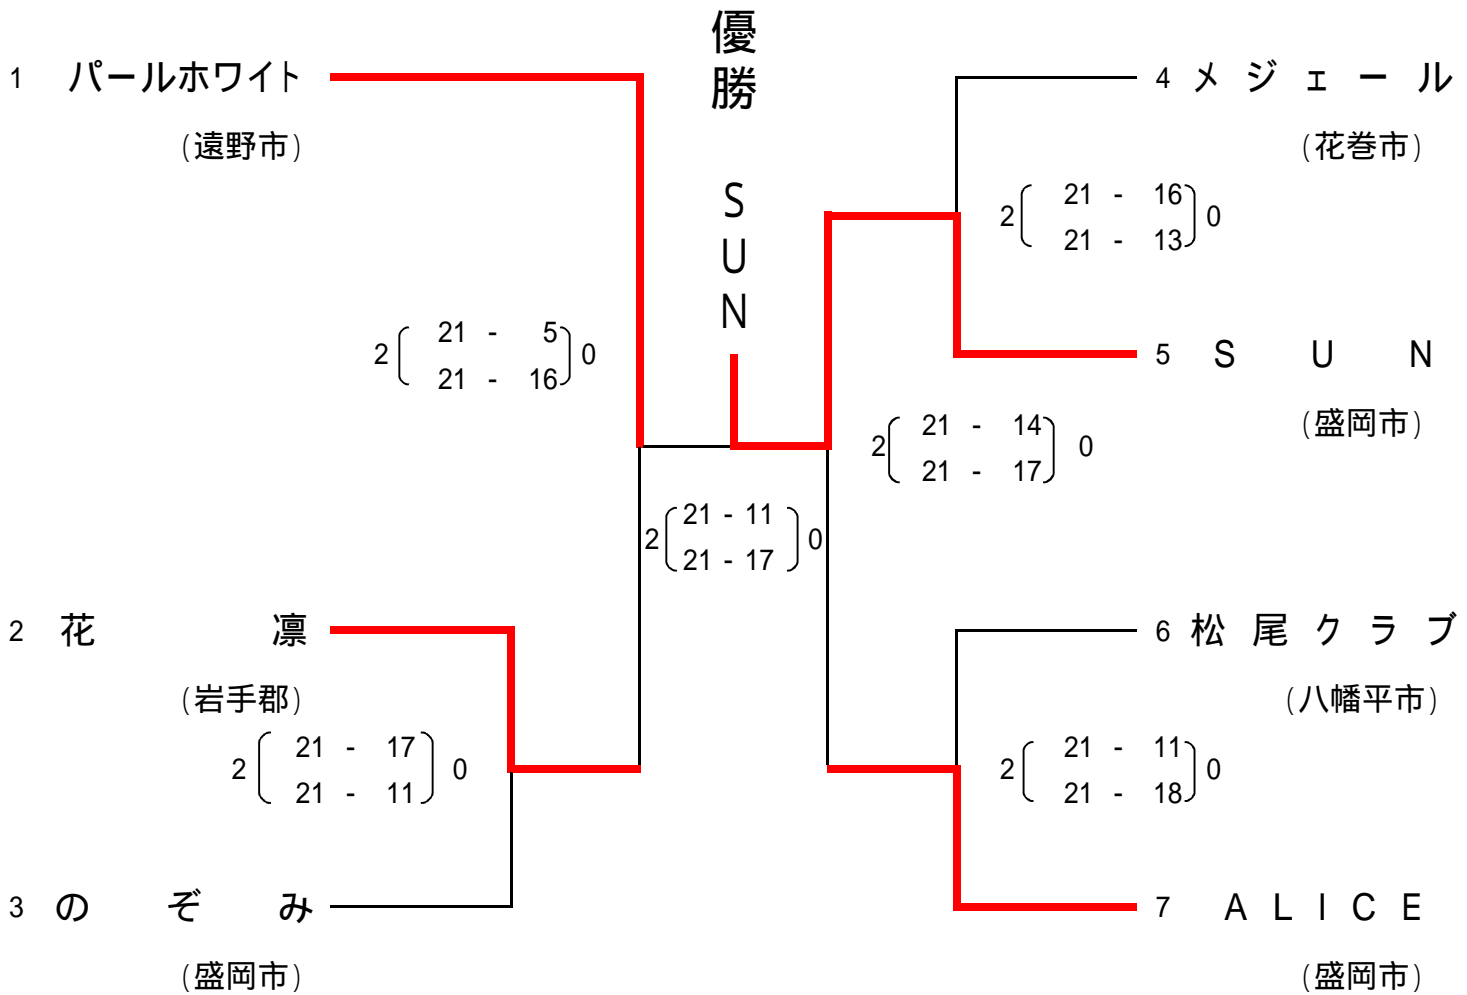 優勝 SUN
1 パールホワイト
(遠野市)
2 ( 21 - 5 ) 0
21 - 16
2 花 凛
(岩手郡)
2 ( 21 - 17 ) 0
21 - 11
3 の ぞ み
(盛岡市)
2 ( 21 - 11 ) 0
21 - 17
4 メ ジ ェ ー ル
(花巻市)
2 ( 21 - 16 ) 0
21 - 13
5 S U N
(盛岡市)
2 ( 21 - 14 ) 0
21 - 17
6 松 尾 ク ラ ブ
(八幡平市)
2 ( 21 - 11 ) 0
21 - 18
7 A L I C E
(盛岡市)